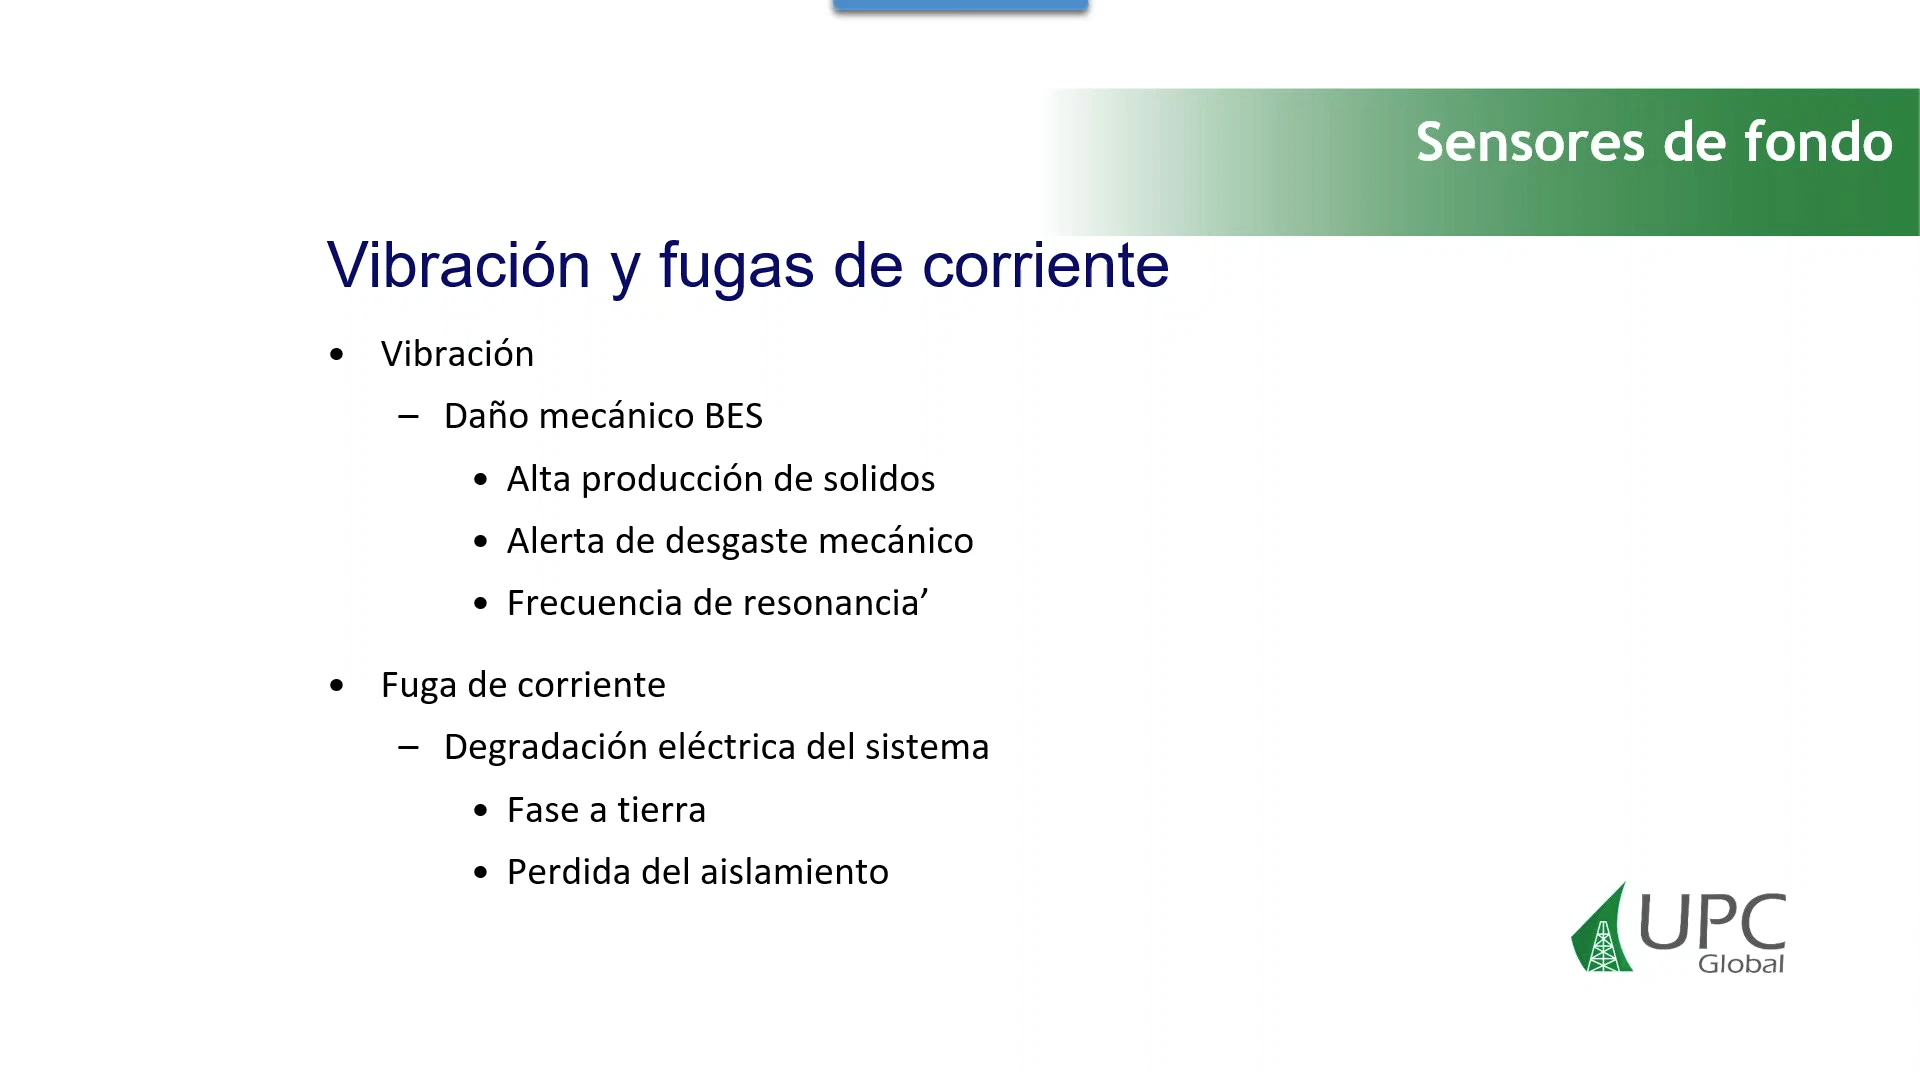 Sensores de fondo
Vibración y fugas de corriente
• Vibración
– Daño mecánico BES
• Alta producción de solidos
• Alerta de desgaste mecánico
• Frecuencia de resonancia’
• Fuga de corriente
– Degradación eléctrica del sistema
• Fase a tierra
• Perdida del aislamiento
UPC
Global